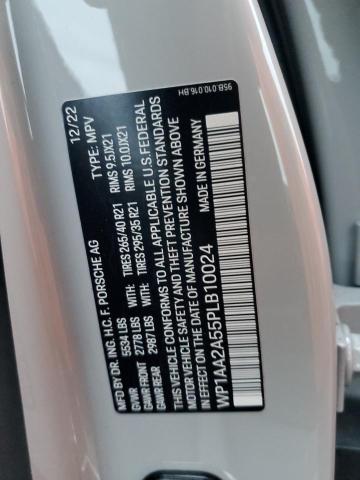 95B.010.016.BH
MFD. BY DR. ING. H.C. F. PORSCHE AG 12/22
GVWR 5534 LBS TYPE: MPV
GAWR FRONT 2778 LBS WITH: TIRES 265/40 R21 RIMS 9.5JX21
GAWR REAR 2987 LBS WITH: TIRES 295/35 R21 RIMS 10.0JX21
THIS VEHICLE CONFORMS TO ALL APPLICABLE U.S.FEDERAL
MOTOR VEHICLE SAFETY AND THEFT PREVENTION STANDARDS
IN EFFECT ON THE DATE OF MANUFACTURE SHOWN ABOVE
WP1AA2A55PLB10024 MADE IN GERMANY